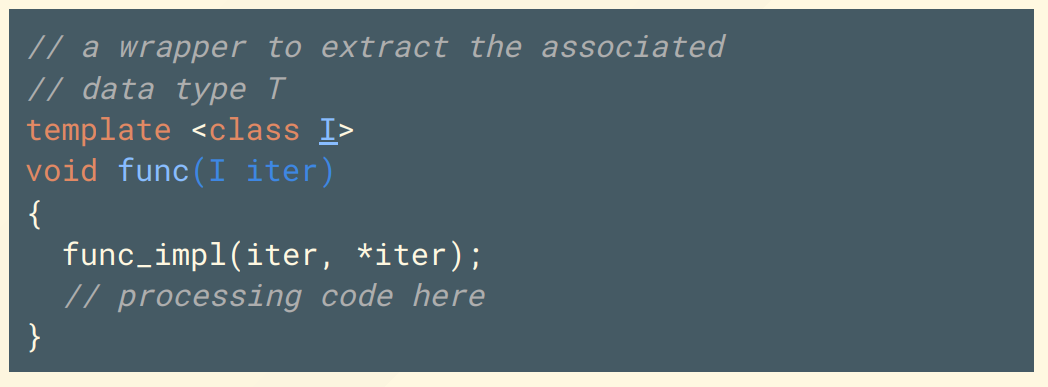 // a wrapper to extract the associated
// data type T
template <class I>
void func(I iter)
{
  func_impl(iter, *iter);
  // processing code here
}